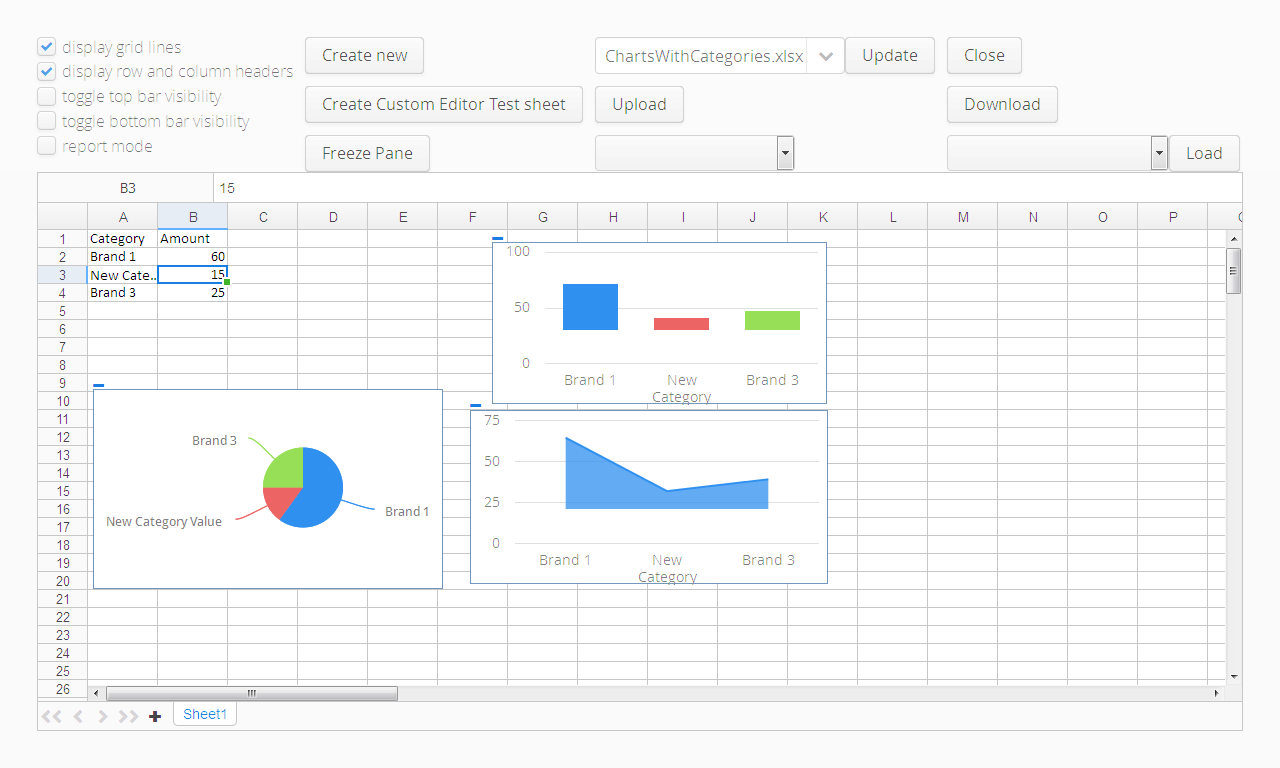 display grid lines
display row and column headers
toggle top bar visibility
toggle bottom bar visibility
report mode
Create new
ChartsWithCategories.xlsx
Update
Close
Create Custom Editor Test sheet
Upload
Download
Freeze Pane
Load
B3 15
A B C D E F G H I J K L M N O P
1 Category Amount
2 Brand 1 60
3 New Cate.. 15
4 Brand 3 25
5
6
7
8
9
10
11
12
13
14
15
16
17
18
19
20
21
22
23
24
25
26
100
50
0
Brand 1 New Brand 3
Category
Brand 3
Brand 1
New Category Value
75
50
25
0
Brand 1 New Brand 3
Category
Sheet1